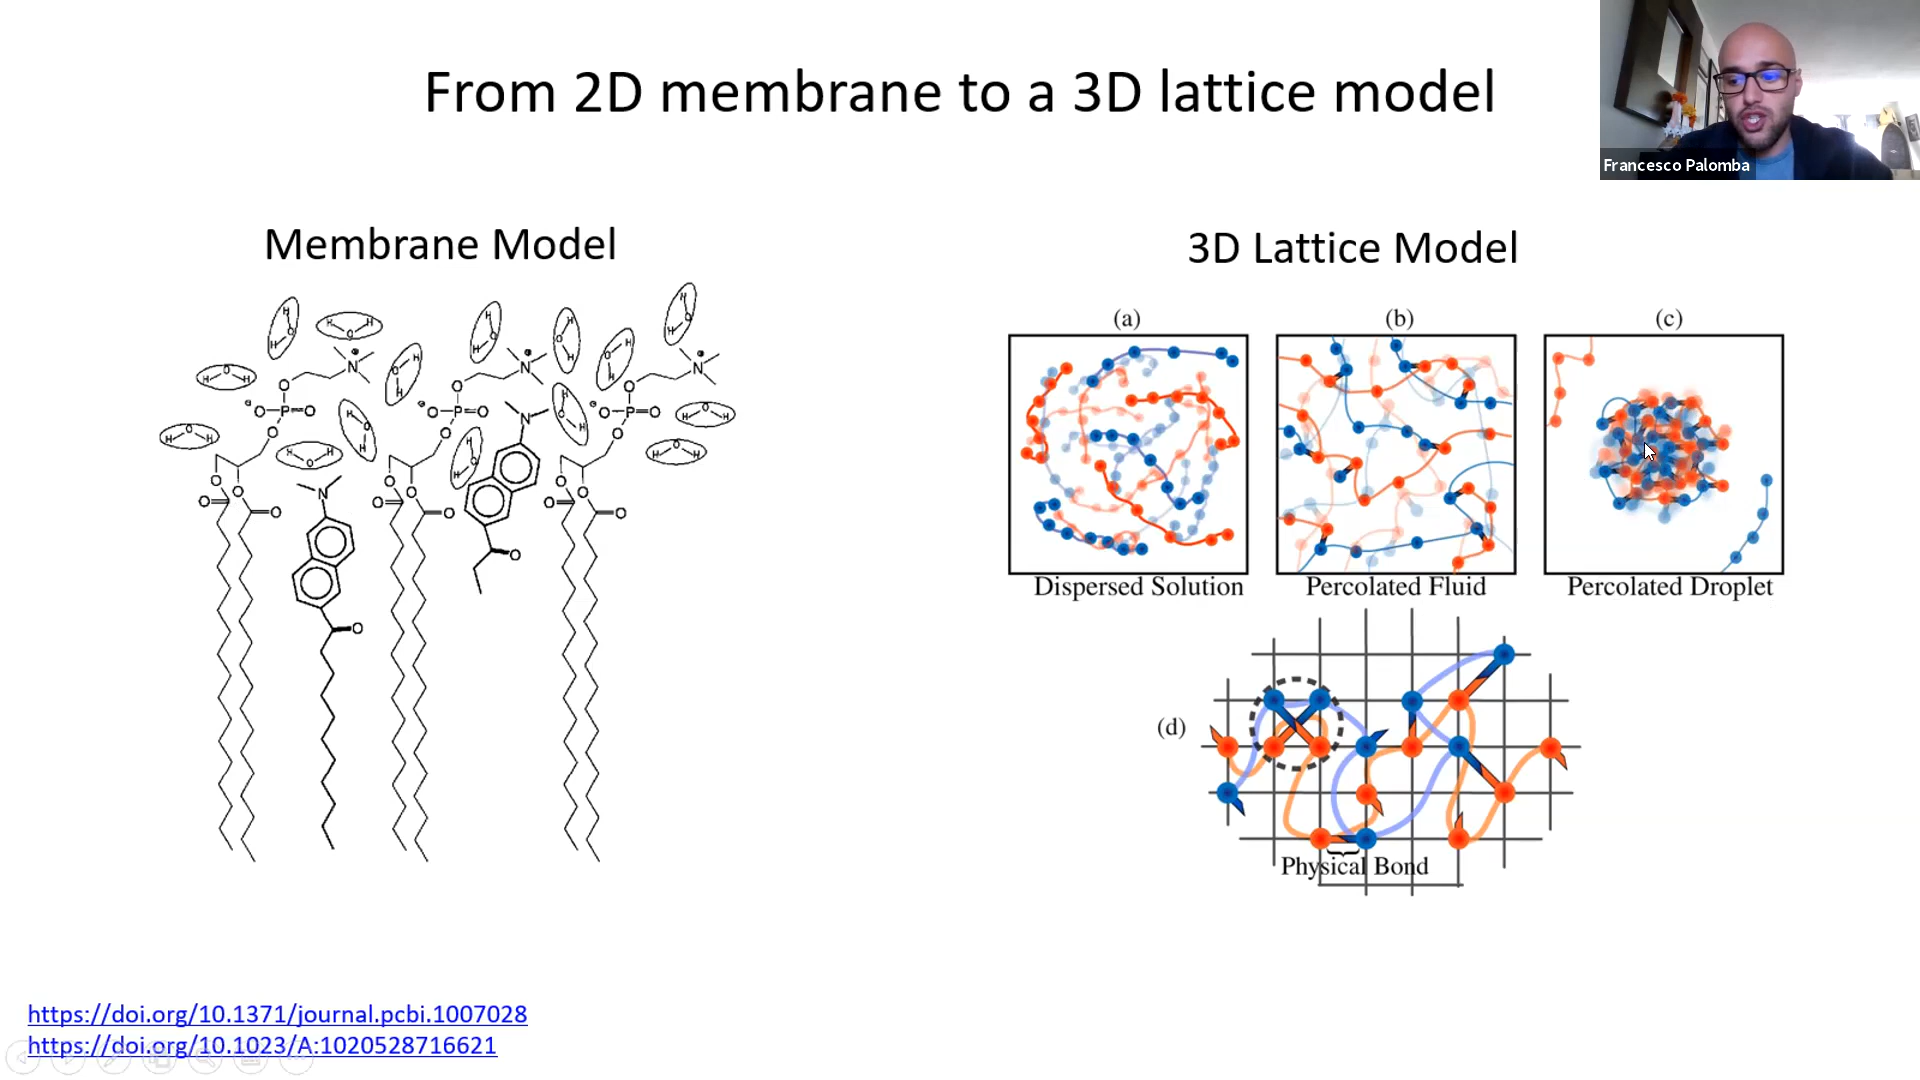 From 2D membrane to a 3D lattice model
Francesco Palomba
Membrane Model
3D Lattice Model
(a)
(b)
(c)
Dispersed Solution
Percolated Fluid
Percolated Droplet
(d)
Physical Bond
https://doi.org/10.1371/journal.pcbi.1007028
https://doi.org/10.1023/A:1020528716621